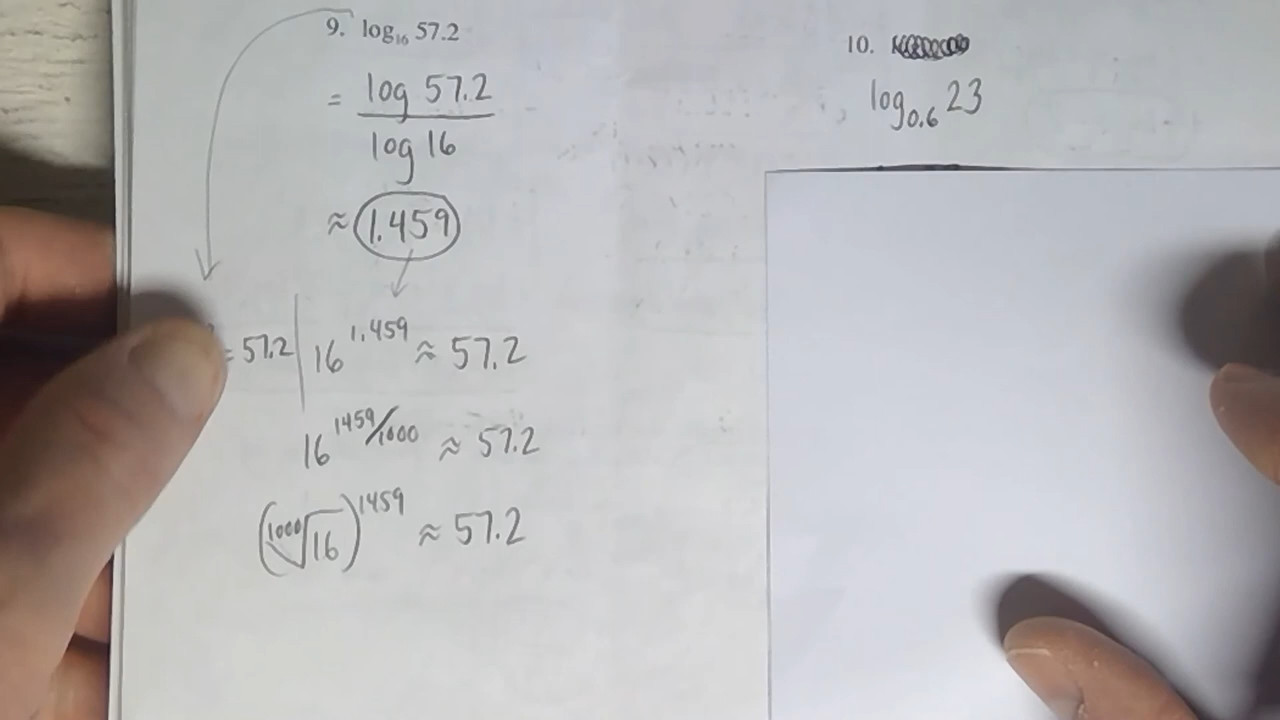 9. log₁₆ 57.2
= log 57.2 / log 16
≈ 1.459
= 57.2 | 16^1.459 ≈ 57.2
16^1459/1000 ≈ 57.2
(¹⁰⁰⁰√16)^1459 ≈ 57.2
10.
log₀.₆ 23